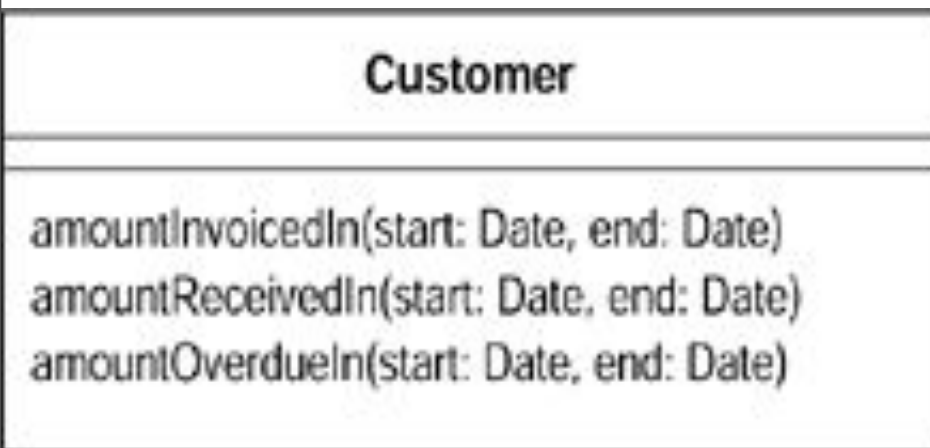 Customer
amountInvoicedIn(start: Date, end: Date)
amountReceivedIn(start: Date, end: Date)
amountOverdueIn(start: Date, end: Date)